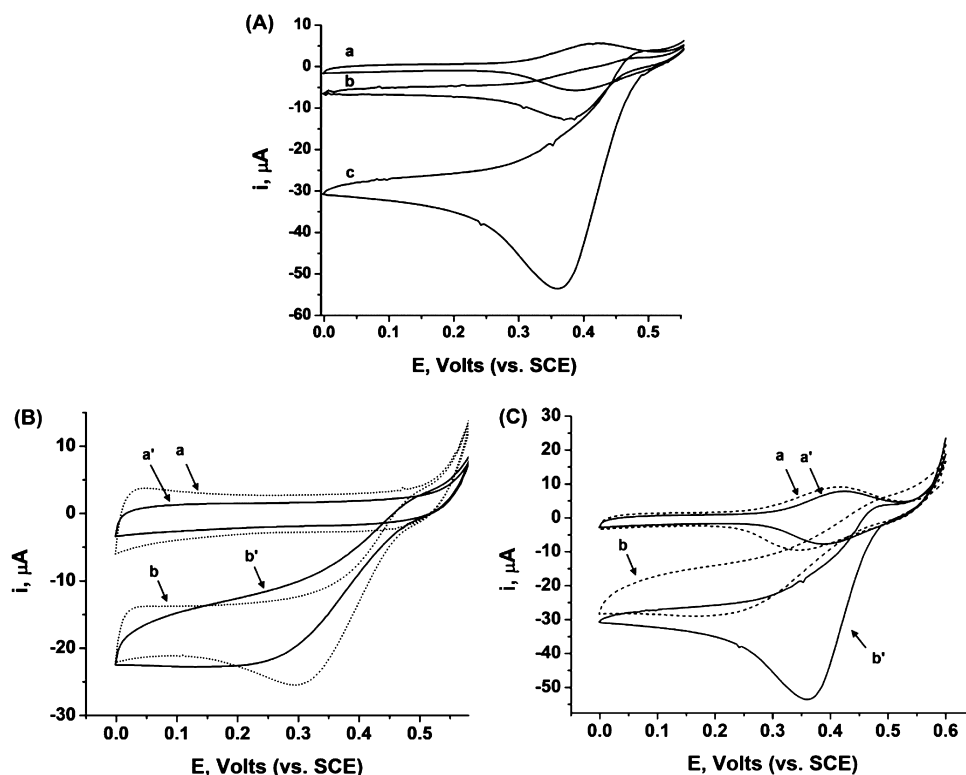 (A)
10
0
-10
-20
-30
-40
-50
-60
i, µA
a
b
c
0.0 0.1 0.2 0.3 0.4 0.5
E, Volts (vs. SCE)
(B)
10
0
-10
-20
-30
i, µA
a' a
b b'
0.0 0.1 0.2 0.3 0.4 0.5
E, Volts (vs. SCE)
(C)
30
20
10
0
-10
-20
-30
-40
-50
i, µA
a a'
b
b'
0.0 0.1 0.2 0.3 0.4 0.5 0.6
E, Volts (vs. SCE)